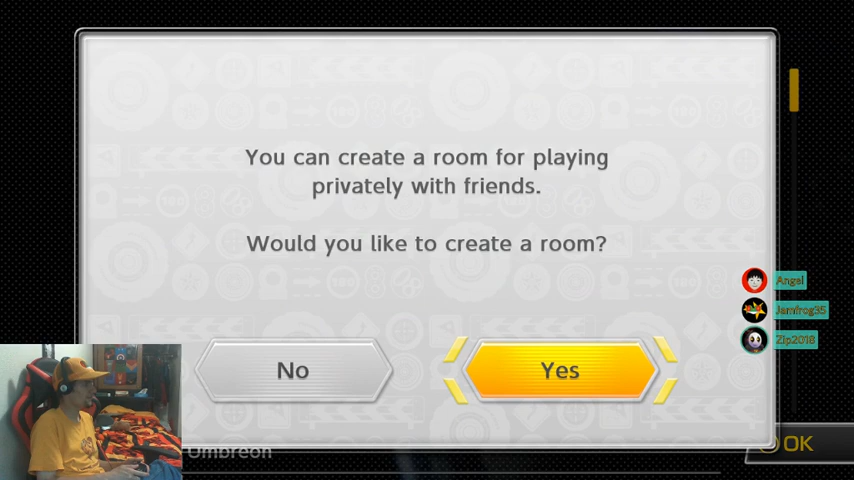 You can create a room for playing
privately with friends.
Would you like to create a room?
Angel
Jamfrog35
Zip2018
No
Yes
OK
Umbreon